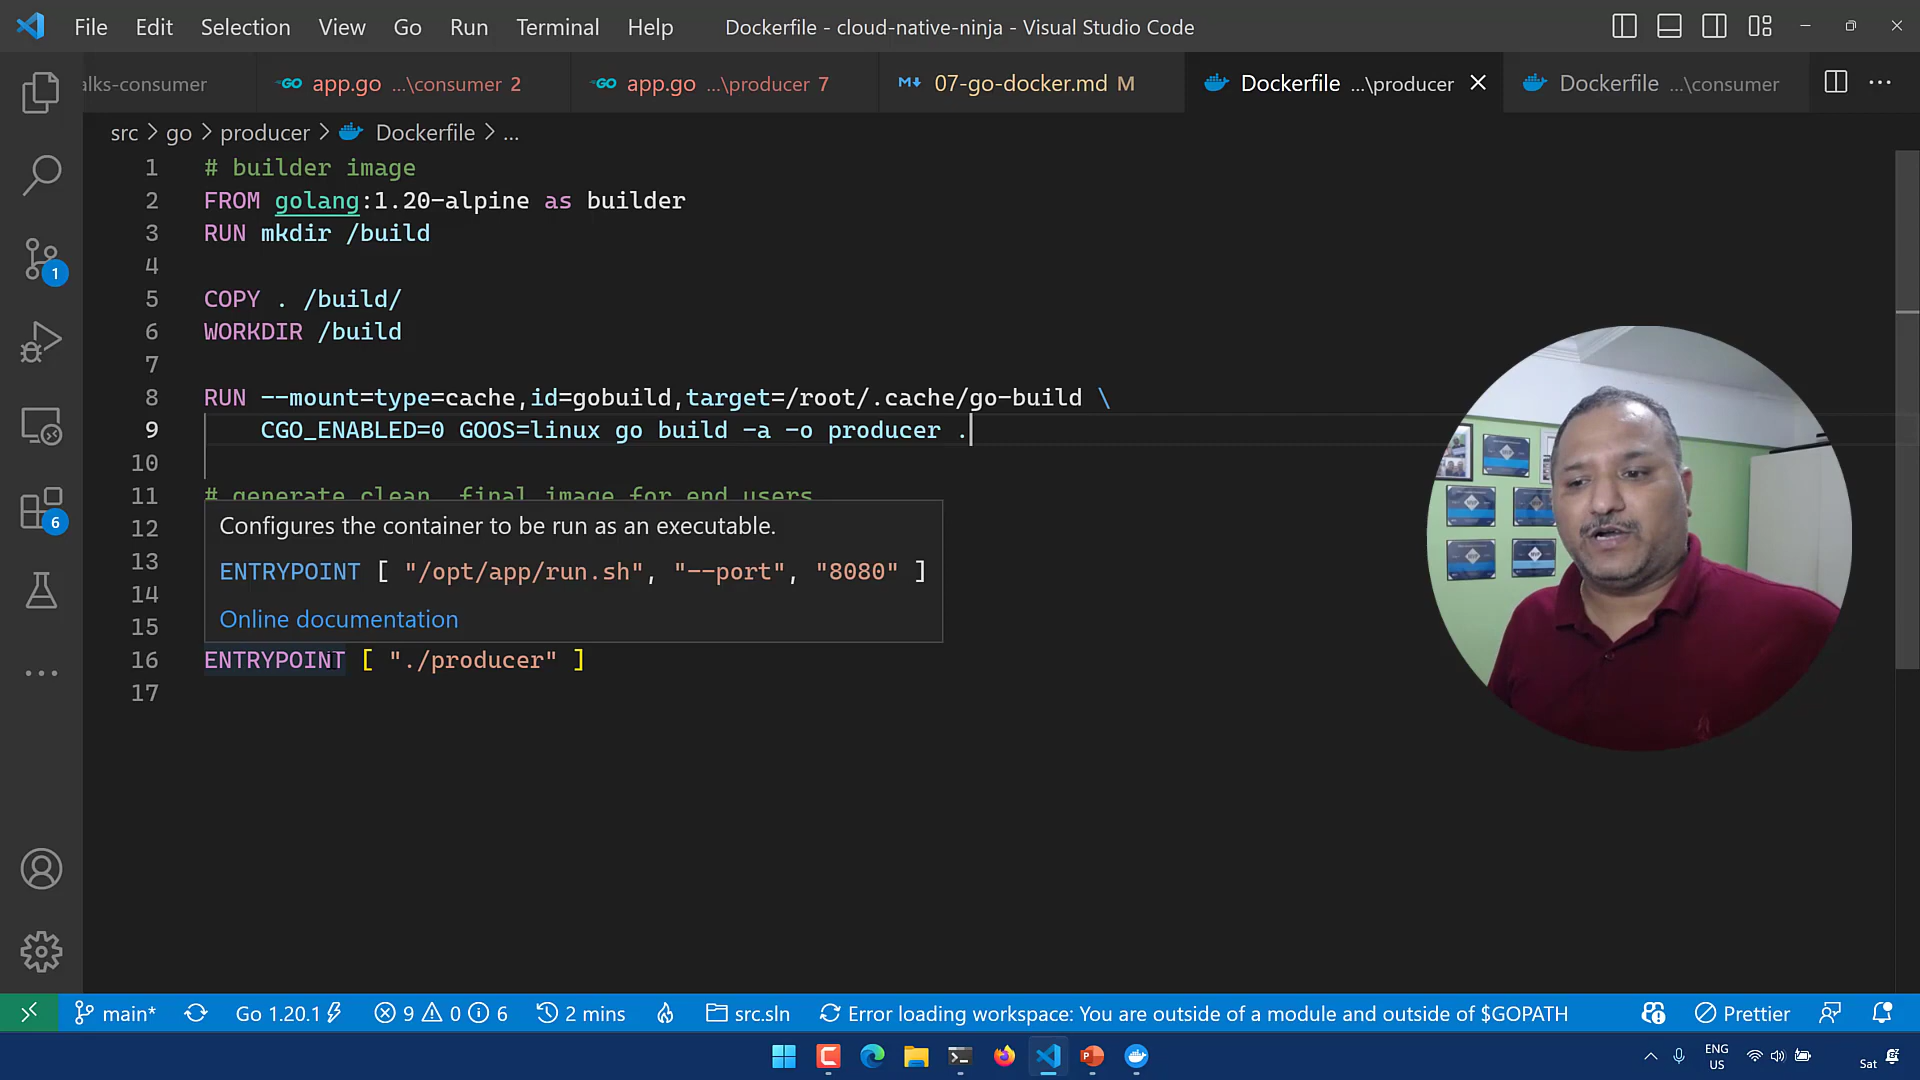 File Edit Selection View Go Run Terminal Help
Dockerfile - cloud-native-ninja - Visual Studio Code
alks-consumer
app.go ...\consumer 2
app.go ...\producer 7
07-go-docker.md M
Dockerfile ...\producer
Dockerfile ...\consumer
src > go > producer > Dockerfile > ...
1 # builder image
2 FROM golang:1.20-alpine as builder
3 RUN mkdir /build
4
5 COPY . /build/
6 WORKDIR /build
7
8 RUN --mount=type=cache,id=gobuild,target=/root/.cache/go-build \
9 CGO_ENABLED=0 GOOS=linux go build -a -o producer .
10
11 # generate clean, final image for end users
12
13
14
15
Configures the container to be run as an executable.
ENTRYPOINT [ "/opt/app/run.sh", "--port", "8080" ]
Online documentation
16 ENTRYPOINT [ "./producer" ]
17
1
6
main* Go 1.20.1 9 0 6 2 mins src.sln Error loading workspace: You are outside of a module and outside of $GOPATH Prettier
ENG
US
Sat